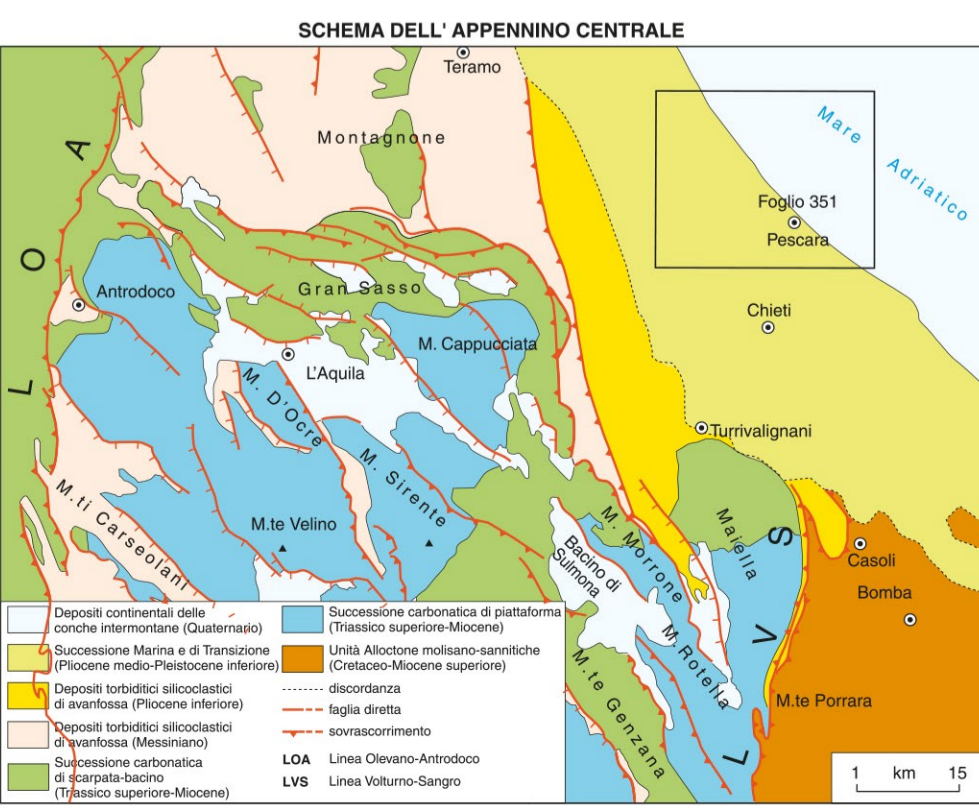 SCHEMA DELL' APPENNINO CENTRALE
Teramo
Montagnone
Mare Adriatico
A
O
L
Foglio 351
Pescara
Antrodoco
Gran Sasso
Chieti
M. Cappucciata
L'Aquila
M. D'Ocre
Turrivalignani
M. Sirente
M.ti Carseolani
M.te Velino
M. Morrone
Maiella
Bacino di
Sulmona
S
V
L
Casoli
Bomba
M. Rotella
M.te Genzana
M.te Porrara
Depositi continentali delle
conche intermontane (Quaternario)
Successione Marina e di Transizione
(Pliocene medio-Pleistocene inferiore)
Depositi torbiditici silicoclastici
di avanfossa (Pliocene inferiore)
Depositi torbiditici silicoclastici
di avanfossa (Messiniano)
Successione carbonatica
di scarpata-bacino
(Triassico superiore-Miocene)
Successione carbonatica di piattaforma
(Triassico superiore-Miocene)
Unità Alloctone molisano-sannitiche
(Cretaceo-Miocene superiore)
discordanza
faglia diretta
sovrascorrimento
LOA Linea Olevano-Antrodoco
LVS Linea Volturno-Sangro
1 km 15